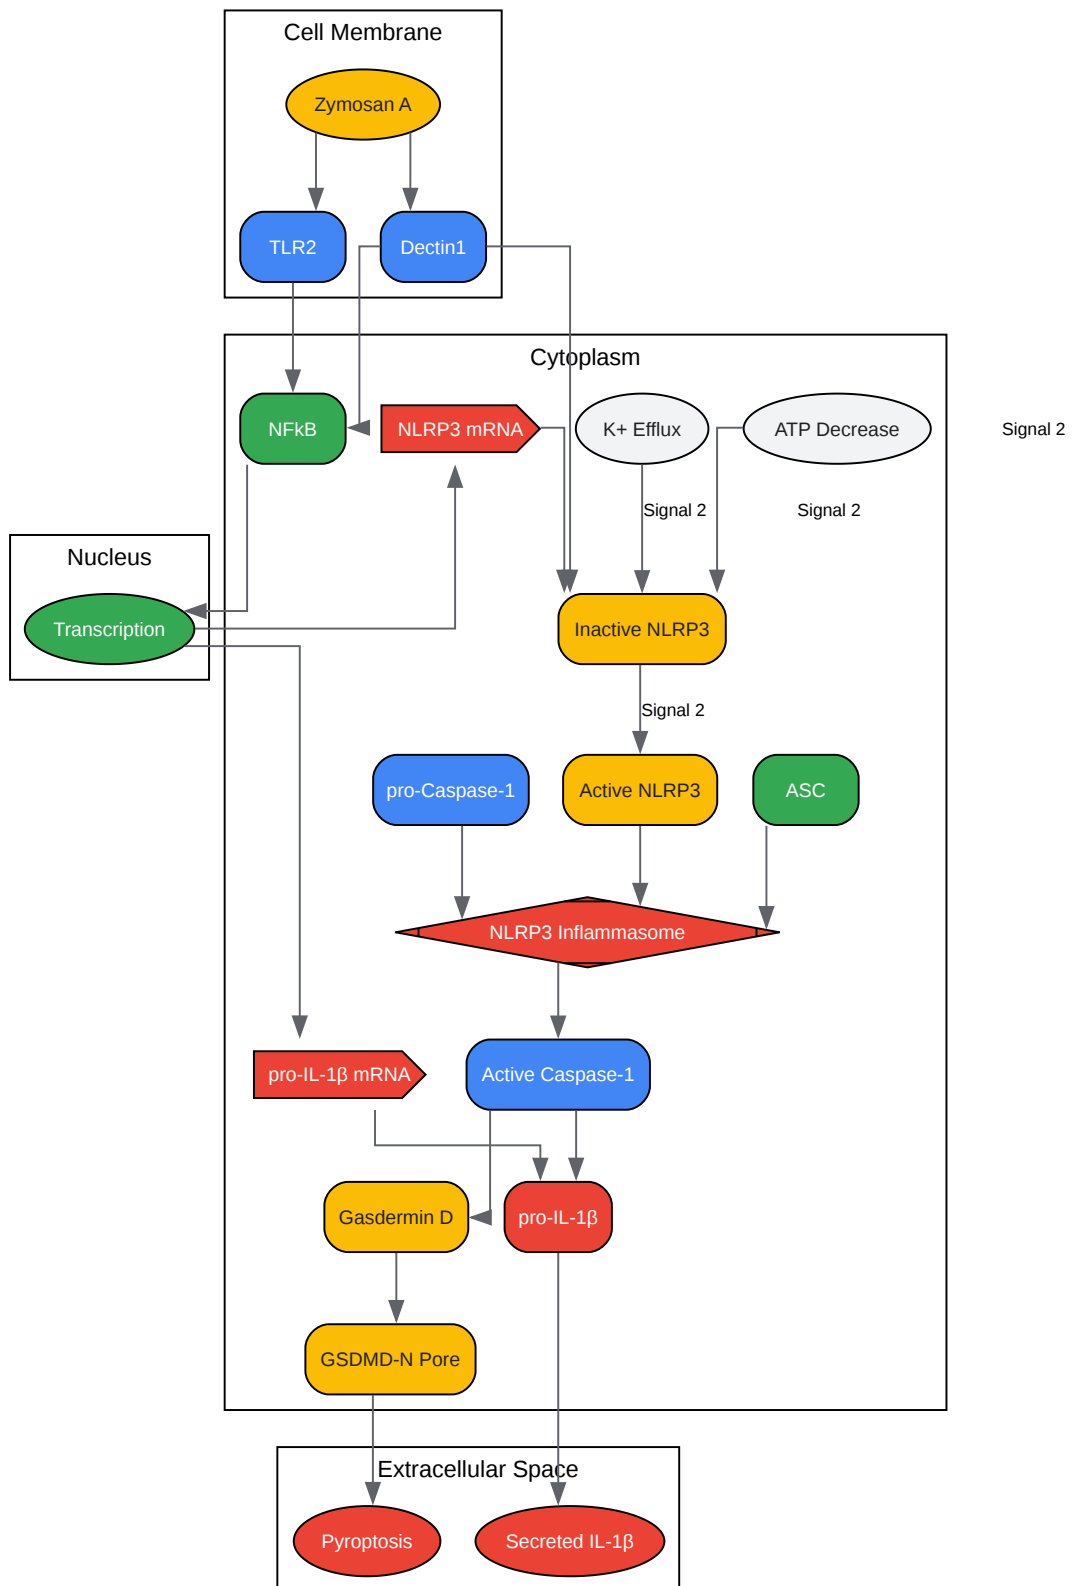 Cell Membrane
Zymosan A
TLR2
Dectin1
Cytoplasm
NFkB
NLRP3 mRNA
K+ Efflux
ATP Decrease
Signal 2
Signal 2
Signal 2
Nucleus
Transcription
Inactive NLRP3
Signal 2
pro-Caspase-1
Active NLRP3
ASC
NLRP3 Inflammasome
pro-IL-1β mRNA
Active Caspase-1
Gasdermin D
pro-IL-1β
GSDMD-N Pore
Extracellular Space
Pyroptosis
Secreted IL-1β